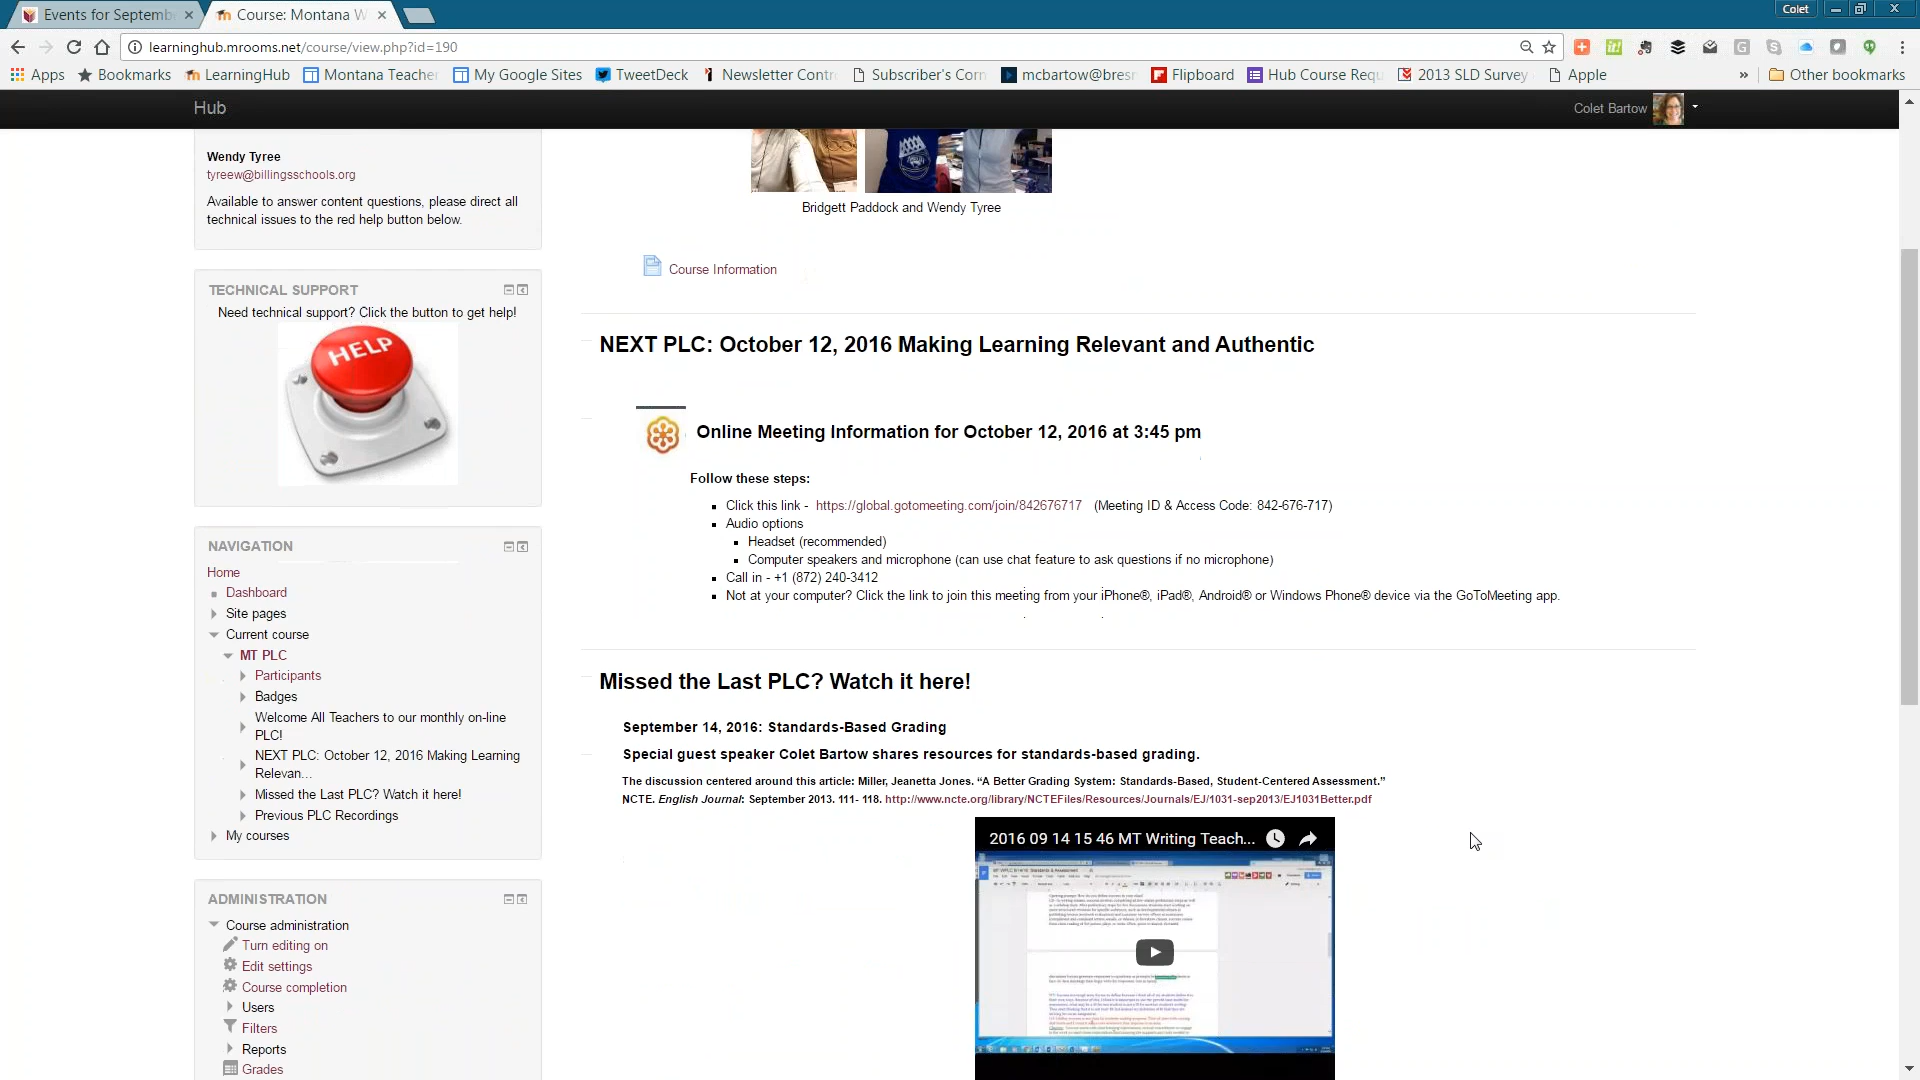 Events for Septemb
Course: Montana W
Colet
learninghub.mrooms.net/course/view.php?id=190
Apps
Bookmarks
LearningHub
Montana Teache
My Google Sites
TweetDeck
Newsletter Contr
Subscriber's Corn
mcbartow@bresn
Flipboard
Hub Course Requ
2013 SLD Survey
Apple
»
Other bookmarks
Hub
Colet Bartow
Wendy Tyree
tyreew@billingsschools.org
Available to answer content questions, please direct all
technical issues to the red help button below.
TECHNICAL SUPPORT
Need technical support? Click the button to get help!
HELP
NAVIGATION
Home
Dashboard
Site pages
Current course
MT PLC
Participants
Badges
Welcome All Teachers to our monthly on-line
PLC!
NEXT PLC: October 12, 2016 Making Learning
Relevan...
Missed the Last PLC? Watch it here!
Previous PLC Recordings
My courses
ADMINISTRATION
Course administration
Turn editing on
Edit settings
Course completion
Users
Filters
Reports
Grades
Bridgett Paddock and Wendy Tyree
Course Information
NEXT PLC: October 12, 2016 Making Learning Relevant and Authentic
Online Meeting Information for October 12, 2016 at 3:45 pm
Follow these steps:
Click this link - https://global.gotomeeting.com/join/842676717 (Meeting ID & Access Code: 842-676-717)
Audio options
Headset (recommended)
Computer speakers and microphone (can use chat feature to ask questions if no microphone)
Call in - +1 (872) 240-3412
Not at your computer? Click the link to join this meeting from your iPhone®, iPad®, Android® or Windows Phone® device via the GoToMeeting app.
Missed the Last PLC? Watch it here!
September 14, 2016: Standards-Based Grading
Special guest speaker Colet Bartow shares resources for standards-based grading.
The discussion centered around this article: Miller, Jeanetta Jones. “A Better Grading System: Standards-Based, Student-Centered Assessment.”
NCTE. English Journal: September 2013. 111- 118. http://www.ncte.org/library/NCTEFiles/Resources/Journals/EJ/1031-sep2013/EJ1031Better.pdf
2016 09 14 15 46 MT Writing Teach...